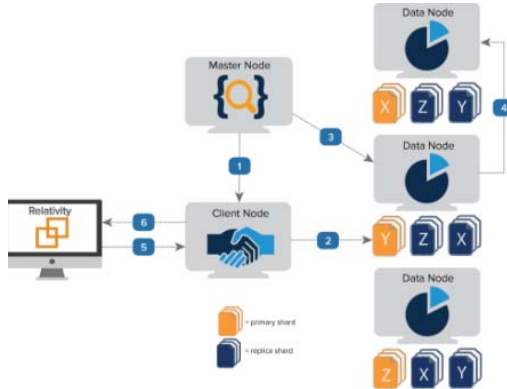 Data Node
Master Node
X Z Y
4
3
Data Node
1
Relativity
6
Client Node
5
2
Y Z X
Data Node
= primary shard
= replica shard
Z X Y